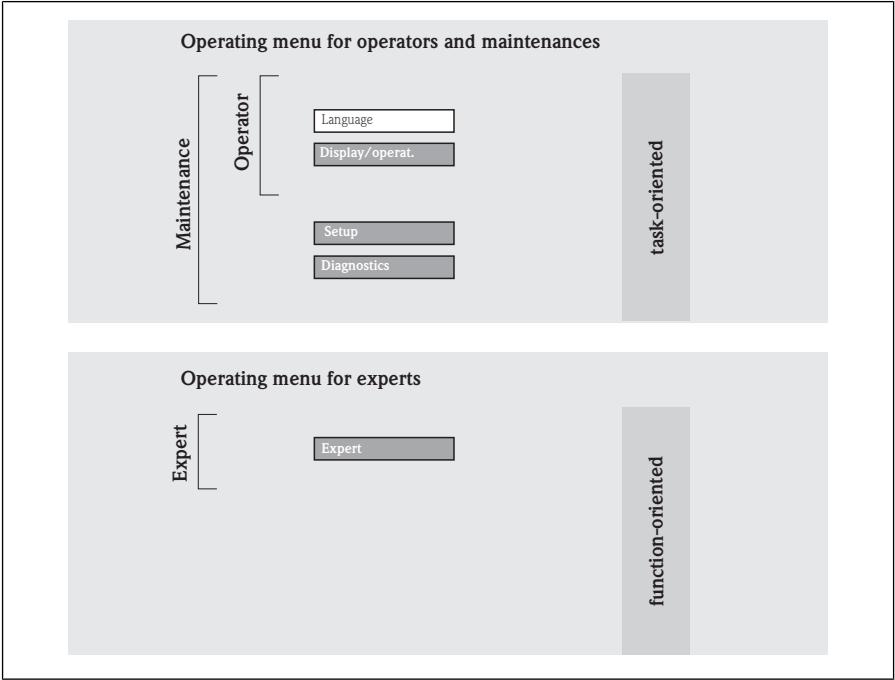 Operating menu for operators and maintenances
Maintenance
Operator
Language
Display/operat.
Setup
Diagnostics
task-oriented
Operating menu for experts
Expert
Expert
function-oriented